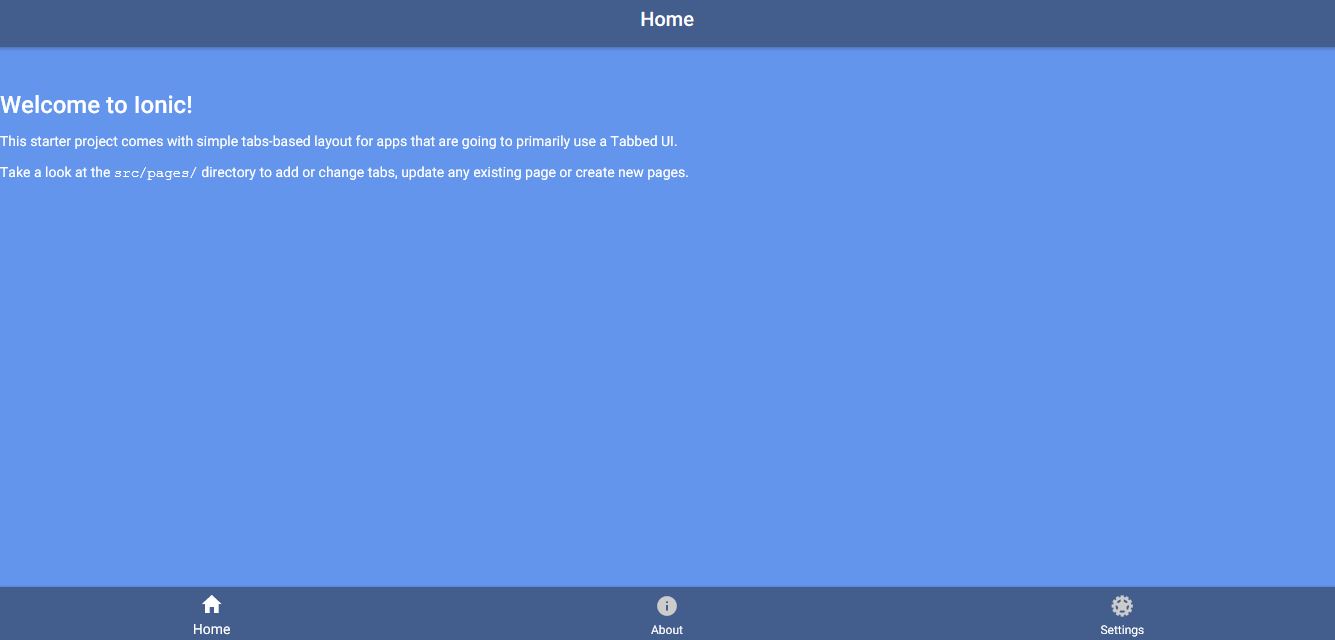 Home
Welcome to Ionic!
This starter project comes with simple tabs-based layout for apps that are going to primarily use a Tabbed UI.
Take a look at the src/pages/ directory to add or change tabs, update any existing page or create new pages.
Home
About
Settings